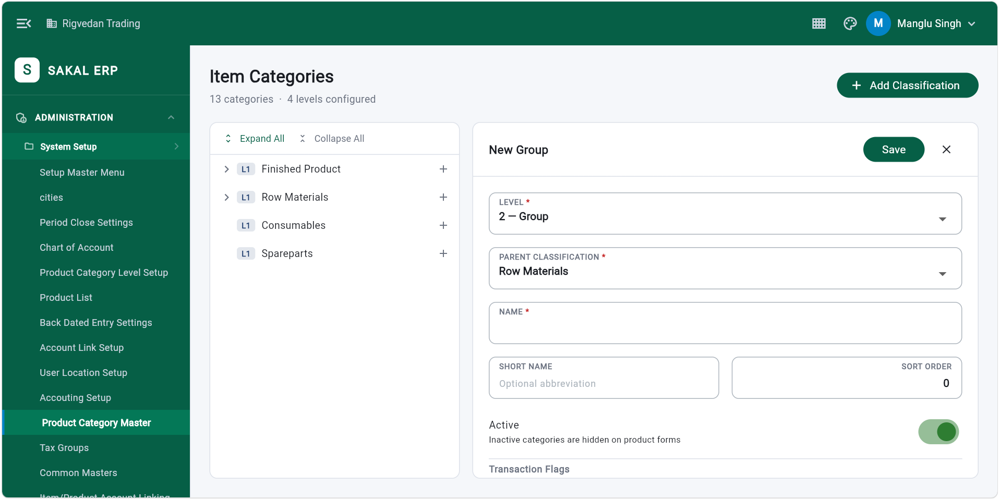 Rigvedan Trading
M
Manglu Singh
S
SAKAL ERP
ADMINISTRATION
System Setup
Setup Master Menu
cities
Period Close Settings
Chart of Account
Product Category Level Setup
Product List
Back Dated Entry Settings
Account Link Setup
User Location Setup
Accouting Setup
Product Category Master
Tax Groups
Common Masters
Item/Product Account Linking
Item Categories
13 categories · 4 levels configured
+ Add Classification
Expand All
Collapse All
L1 Finished Product +
L1 Row Materials +
L1 Consumables +
L1 Spareparts +
New Group
Save
LEVEL *
2 — Group
PARENT CLASSIFICATION *
Row Materials
NAME *
SHORT NAME
Optional abbreviation
SORT ORDER
0
Active
Inactive categories are hidden on product forms
Transaction Flags